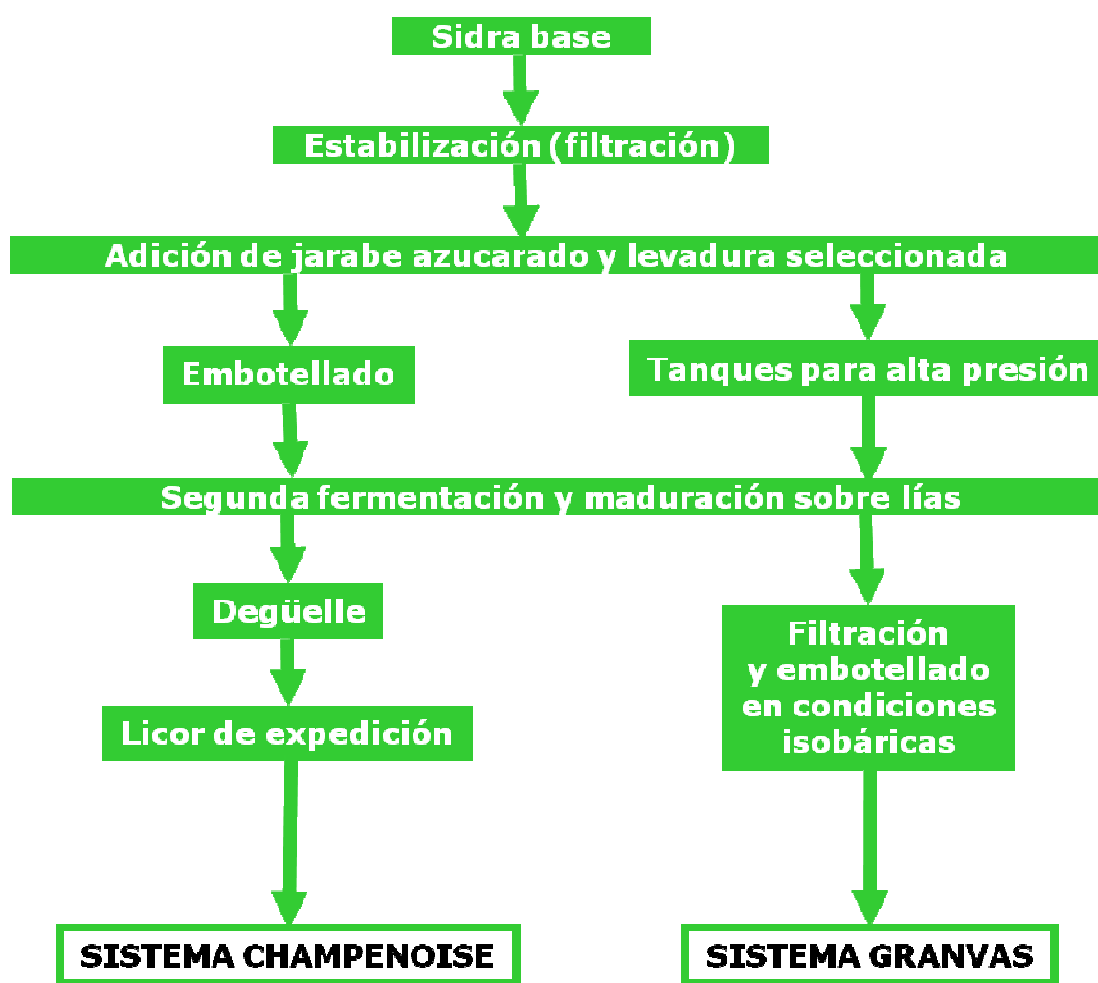 Sidra base
Estabilización (filtración)
Adición de jarabe azucarado y levadura seleccionada
Embotellado
Tanques para alta presión
Segunda fermentación y maduración sobre lías
Degüelle
Filtración
y embotellado
en condiciones
isobáricas
Licor de expedición
SISTEMA CHAMPENOISE
SISTEMA GRANVAS